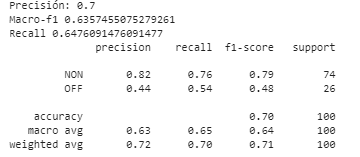 Precisión: 0.7
Macro-f1 0.6357455075279261
Recall 0.6476091476091477
precision recall f1-score support
NON 0.82 0.76 0.79 74
OFF 0.44 0.54 0.48 26
accuracy 0.70 100
macro avg 0.63 0.65 0.64 100
weighted avg 0.72 0.70 0.71 100